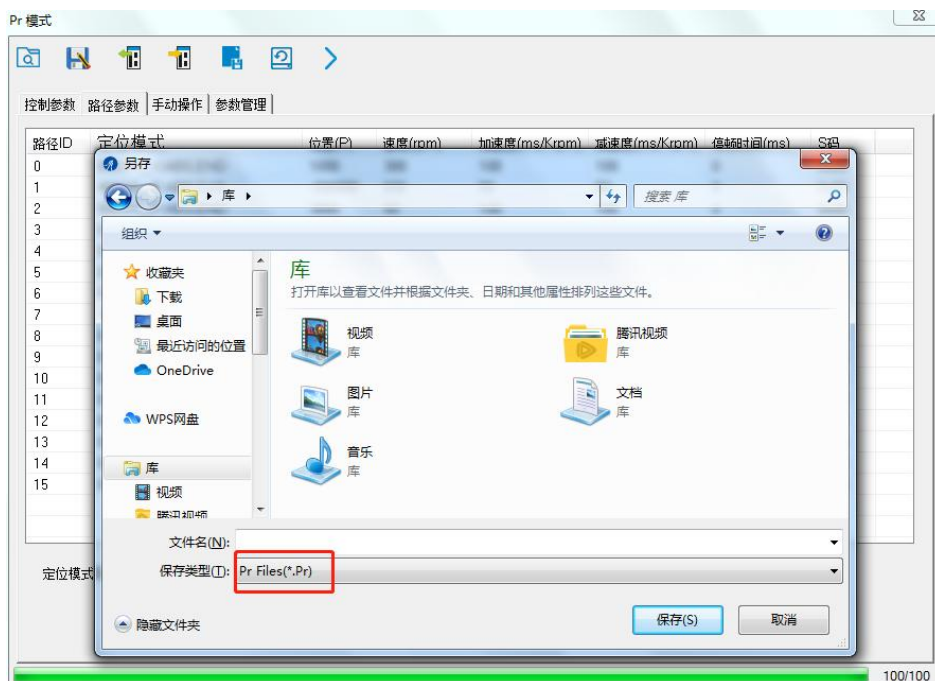 Pr 模式
控制参数 路径参数 手动操作 参数管理
路径ID 定位模式 位置(P) 速度(rpm) 加速度(ms/Krpm) 减速度(ms/Krpm) 停顿时间(ms) S码
0
另存
1
库
搜索 库
2
3
组织
4
5
收藏夹
库
6
下载
打开库以查看文件并根据文件夹、日期和其他属性排列这些文件。
7
桌面
视频
库
腾讯视频
库
8
最近访问的位置
9
OneDrive
10
11
图片
库
文档
库
12
WPS网盘
13
音乐
库
14
库
15
视频
腾讯视频
文件名(N):
定位模式
保存类型(T): Pr Files(*.Pr)
隐藏文件夹
保存(S) 取消
100/100